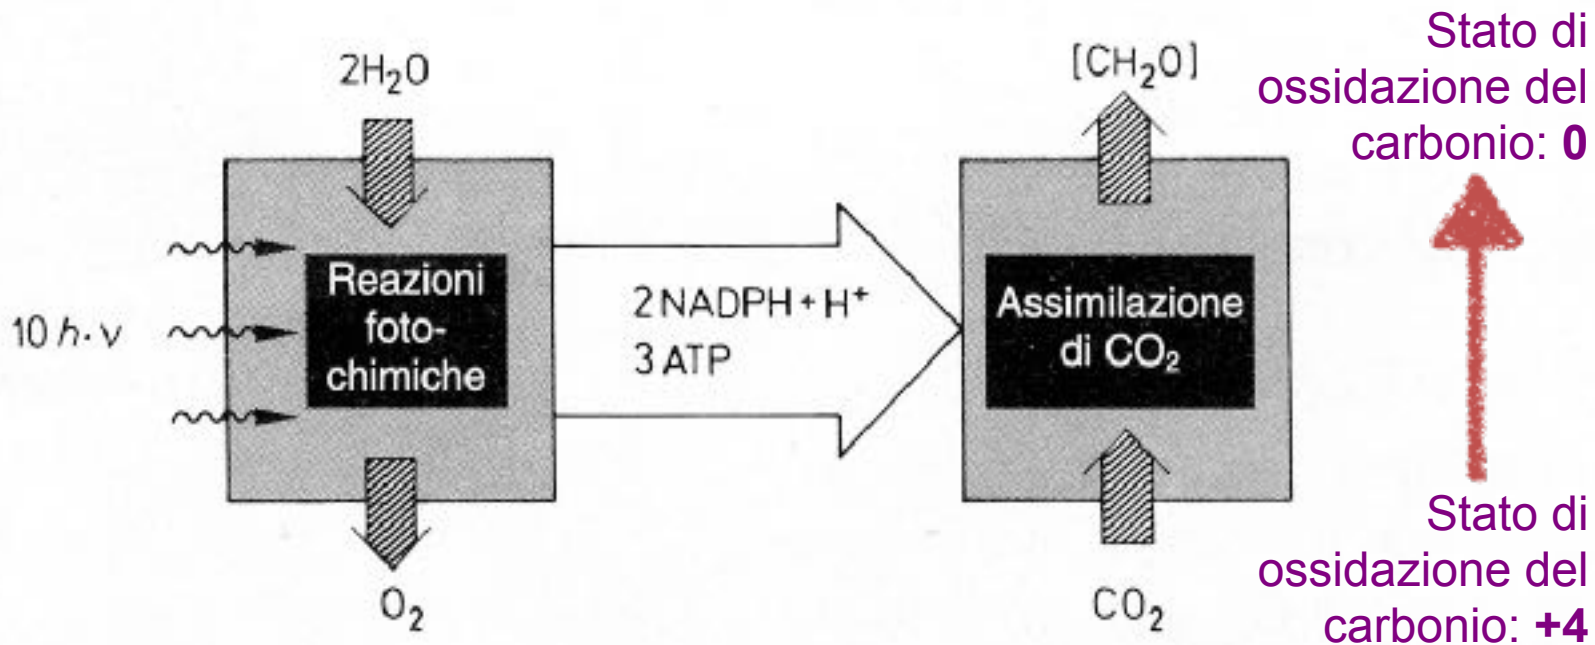 2H₂O
[CH₂O]
Stato di
ossidazione del
carbonio: 0
10 h·ν
Reazioni
foto-
chimiche
2 NADPH + H⁺
3 ATP
Assimilazione
di CO₂
O₂
CO₂
Stato di
ossidazione del
carbonio: +4